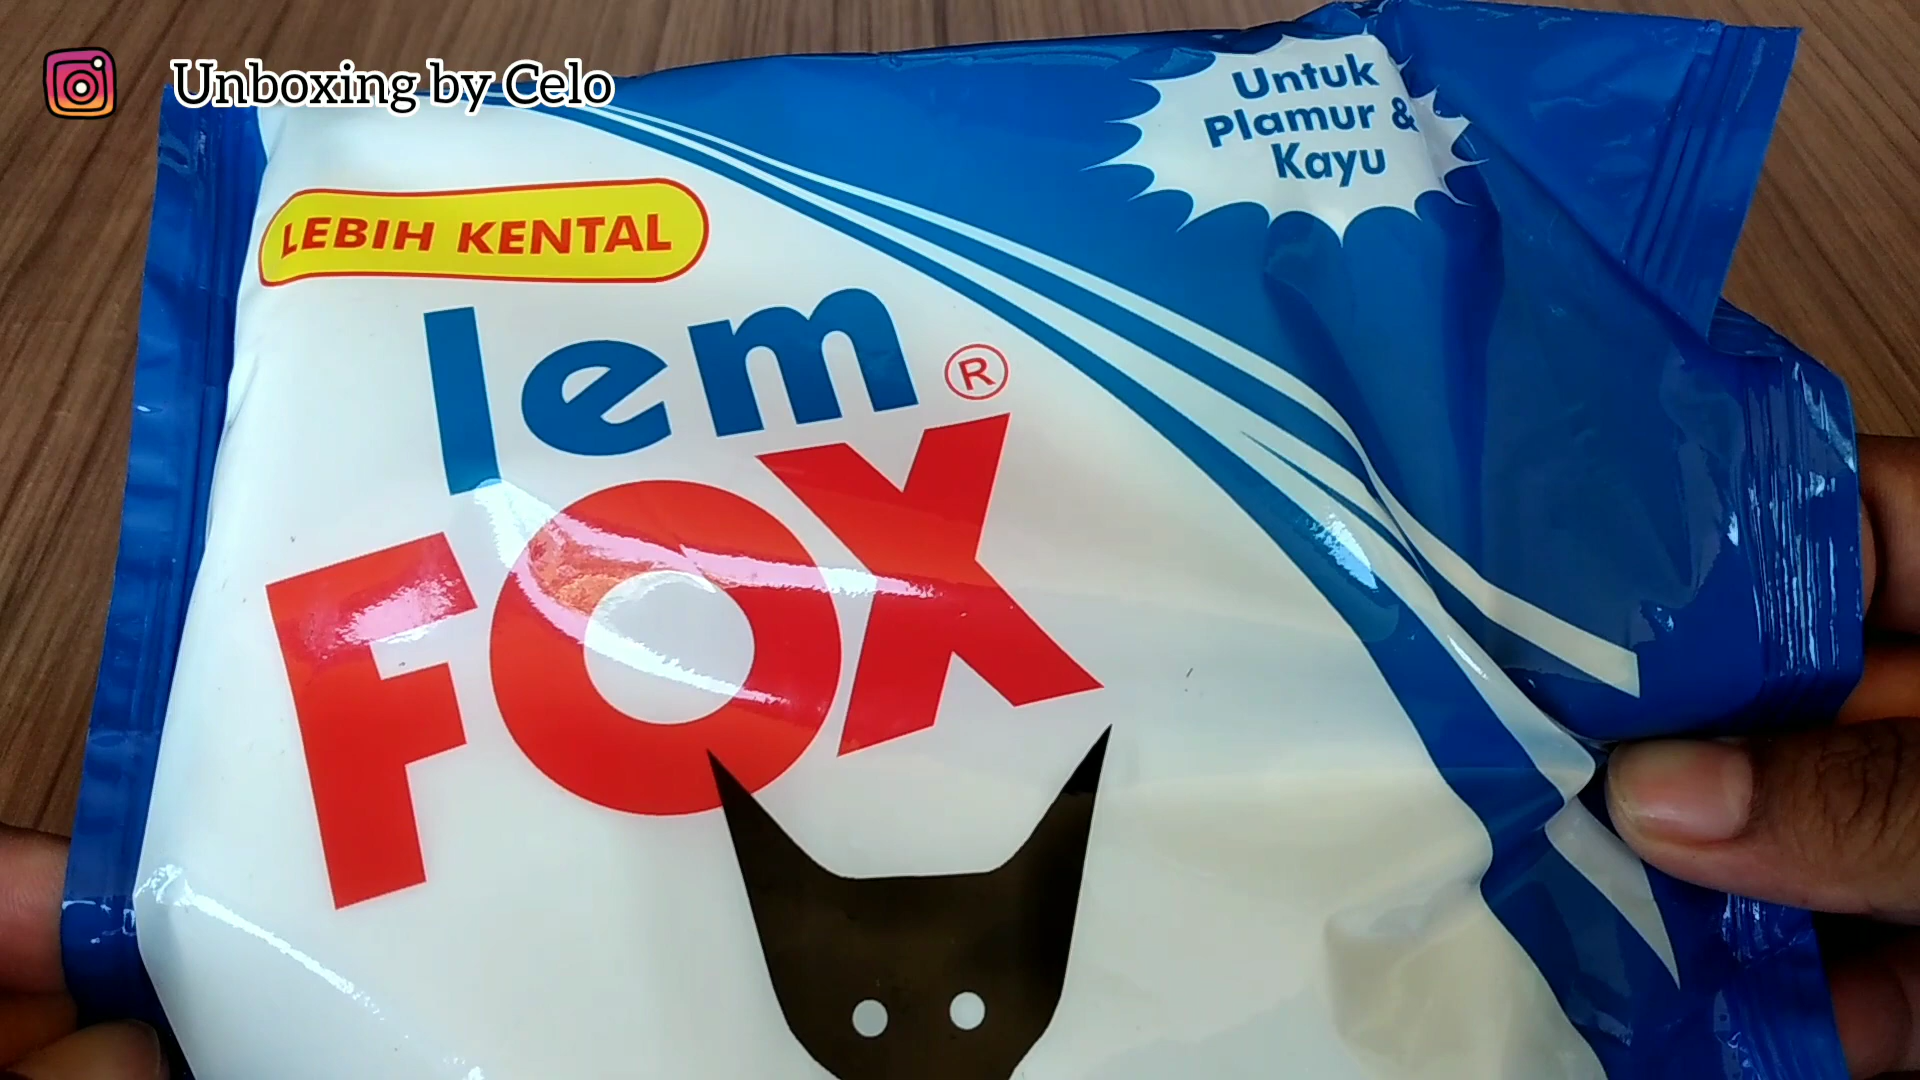 Unboxing by Celo
Untuk
Plamur &
Kayu
LEBIH KENTAL
lem ®
FOX